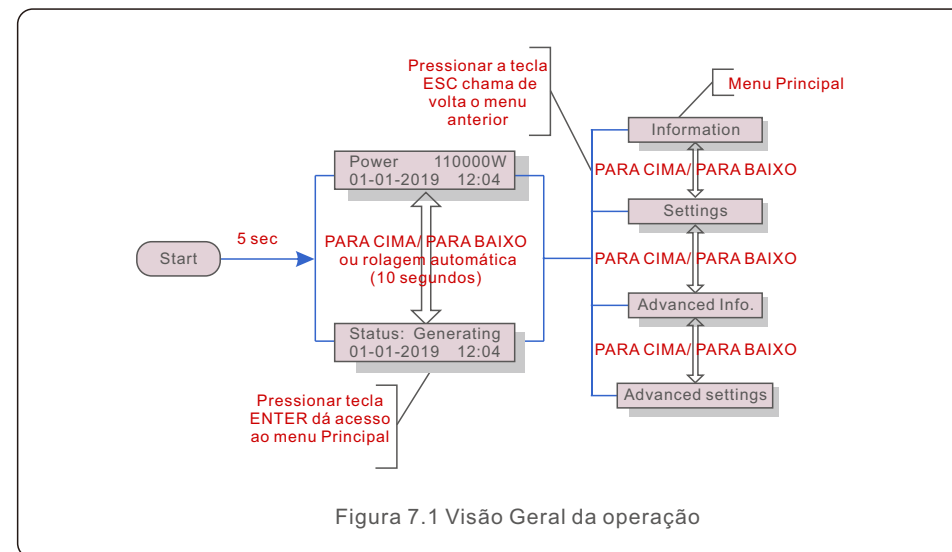 Pressionar a tecla
ESC chama de
volta o menu
anterior
Menu Principal
Information
PARA CIMA/ PARA BAIXO
Settings
PARA CIMA/ PARA BAIXO
Advanced Info.
PARA CIMA/ PARA BAIXO
Advanced settings
Power 110000W
01-01-2019 12:04
PARA CIMA/ PARA BAIXO
ou rolagem automática
(10 segundos)
Status: Generating
01-01-2019 12:04
5 sec
Start
Pressionar tecla
ENTER dá acesso
ao menu Principal
Figura 7.1 Visão Geral da operação